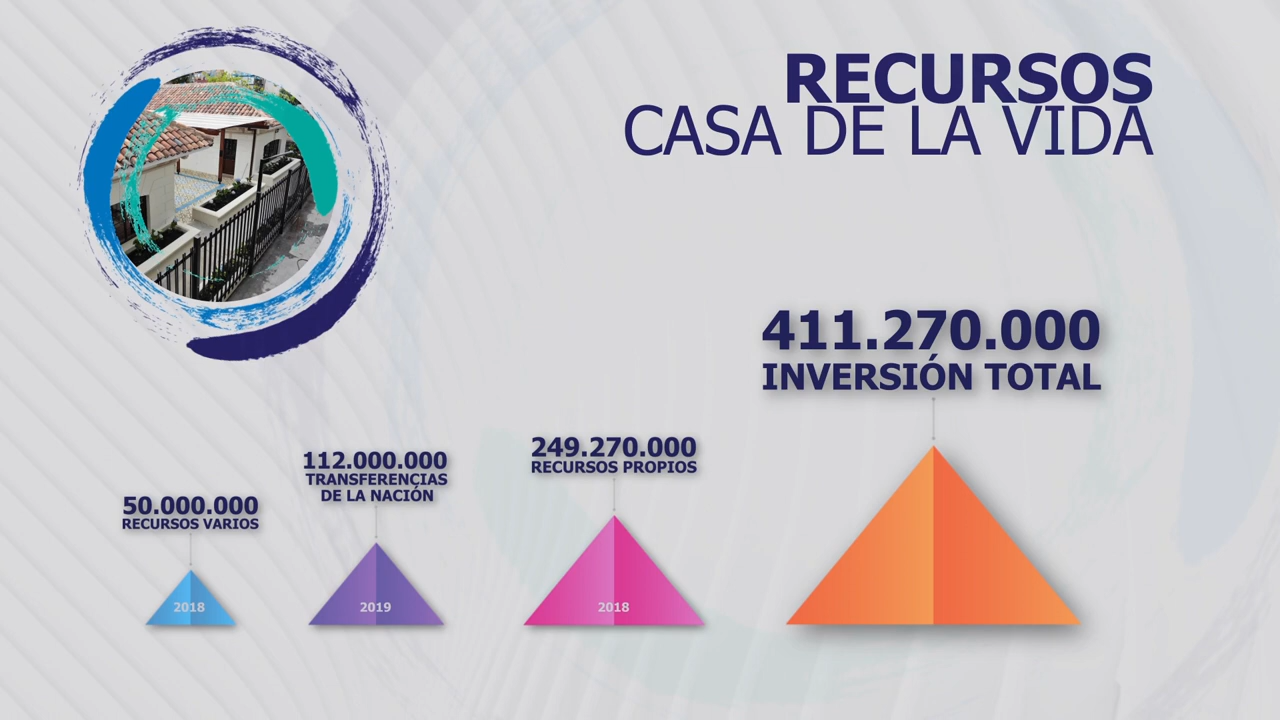 RECURSOS
CASA DE LA VIDA
411.270.000
INVERSIÓN TOTAL
249.270.000
RECURSOS PROPIOS
112.000.000
TRANSFERENCIAS
DE LA NACIÓN
50.000.000
RECURSOS VARIOS
2018
2019
2018